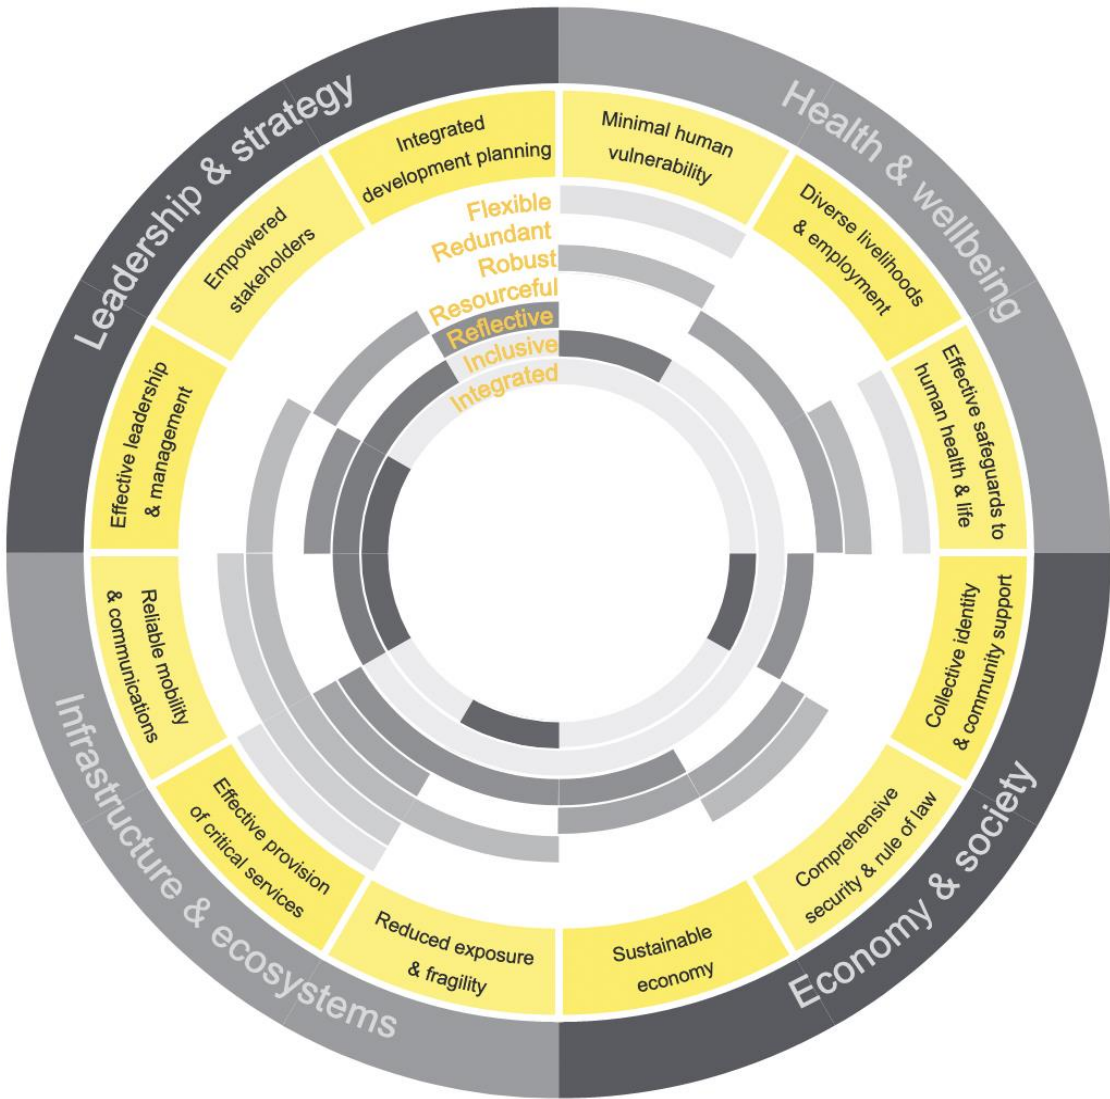 Leadership & strategy
Health & wellbeing
Economy & society
Infrastructure & ecosystems
Integrated
development planning
Minimal human
vulnerability
Diverse livelihoods
& employment
Effective safeguards to
human health & life
Collective identity
& community support
Comprehensive
security & rule of law
Sustainable
economy
Reduced exposure
& fragility
Effective provision
of critical services
Reliable mobility
& communications
Effective leadership
& management
Empowered
stakeholders
Flexible
Redundant
Robust
Resourceful
Reflective
Inclusive
Integrated